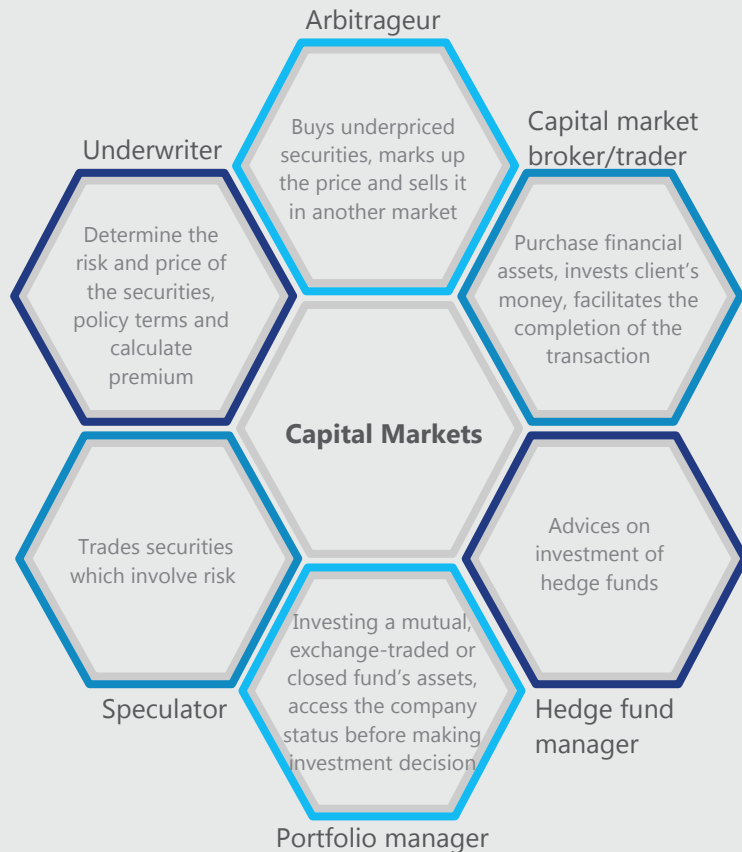 Arbitrageur
Buys underpriced
securities, marks up
the price and sells it
in another market
Capital market
broker/trader
Purchase financial
assets, invests client's
money, facilitates the
completion of the
transaction
Underwriter
Determine the
risk and price of
the securities,
policy terms and
calculate
premium
Capital Markets
Trades securities
which involve risk
Speculator
Advices on
investment of
hedge funds
Hedge fund
manager
Investing a mutual,
exchange-traded or
closed fund's assets,
access the company
status before making
investment decision
Portfolio manager